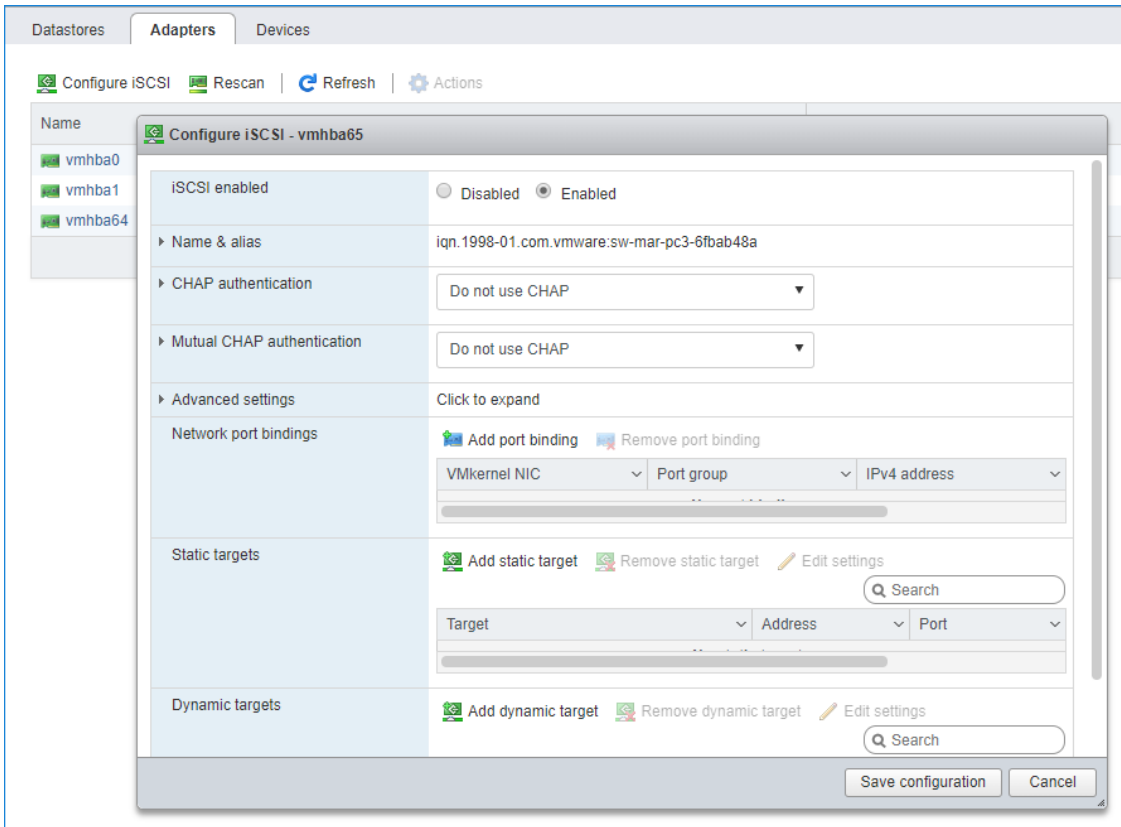 Datastores Adapters Devices
Configure iSCSI Rescan Refresh Actions
Name
Configure iSCSI - vmhba65
vmhba0
vmhba1
vmhba64
iSCSI enabled Disabled Enabled
Name & alias iqn.1998-01.com.vmware:sw-mar-pc3-6fbab48a
CHAP authentication Do not use CHAP
Mutual CHAP authentication Do not use CHAP
Advanced settings Click to expand
Network port bindings Add port binding Remove port binding
VMkernel NIC Port group IPv4 address
Static targets Add static target Remove static target Edit settings
Search
Target Address Port
Dynamic targets Add dynamic target Remove dynamic target Edit settings
Search
Save configuration Cancel